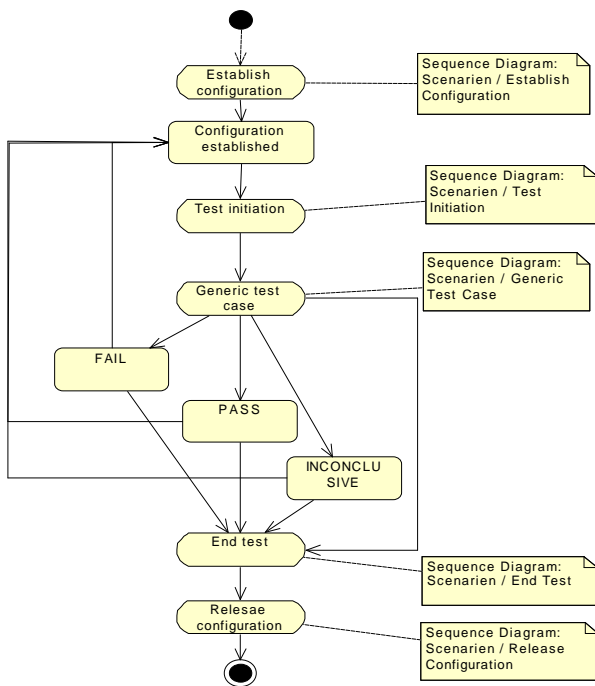 Establish
configuration
Sequence Diagram:
Scenarien / Establish
Configuration
Configuration
established
Test initiation
Sequence Diagram:
Scenarien / Test
Initiation
Generic test
case
Sequence Diagram:
Scenarien / Generic
Test Case
FAIL
PASS
INCONCLU
SIVE
End test
Sequence Diagram:
Scenarien / End Test
Relesae
configuration
Sequence Diagram:
Scenarien / Release
Configuration